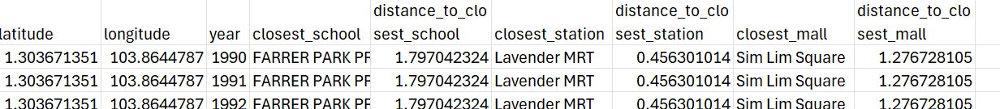 latitude longitude year closest_school distance_to_clo sest_school closest_station distance_to_clo sest_station closest_mall distance_to_clo sest_mall
1.303671351 103.8644787 1990 FARRER PARK PR 1.797042324 Lavender MRT 0.456301014 Sim Lim Square 1.276728105
1.303671351 103.8644787 1991 FARRER PARK PR 1.797042324 Lavender MRT 0.456301014 Sim Lim Square 1.276728105
1.303671351 103.8644787 1992 FARRER PARK PR 1.797042324 Lavender MRT 0.456301014 Sim Lim Square 1.276728105